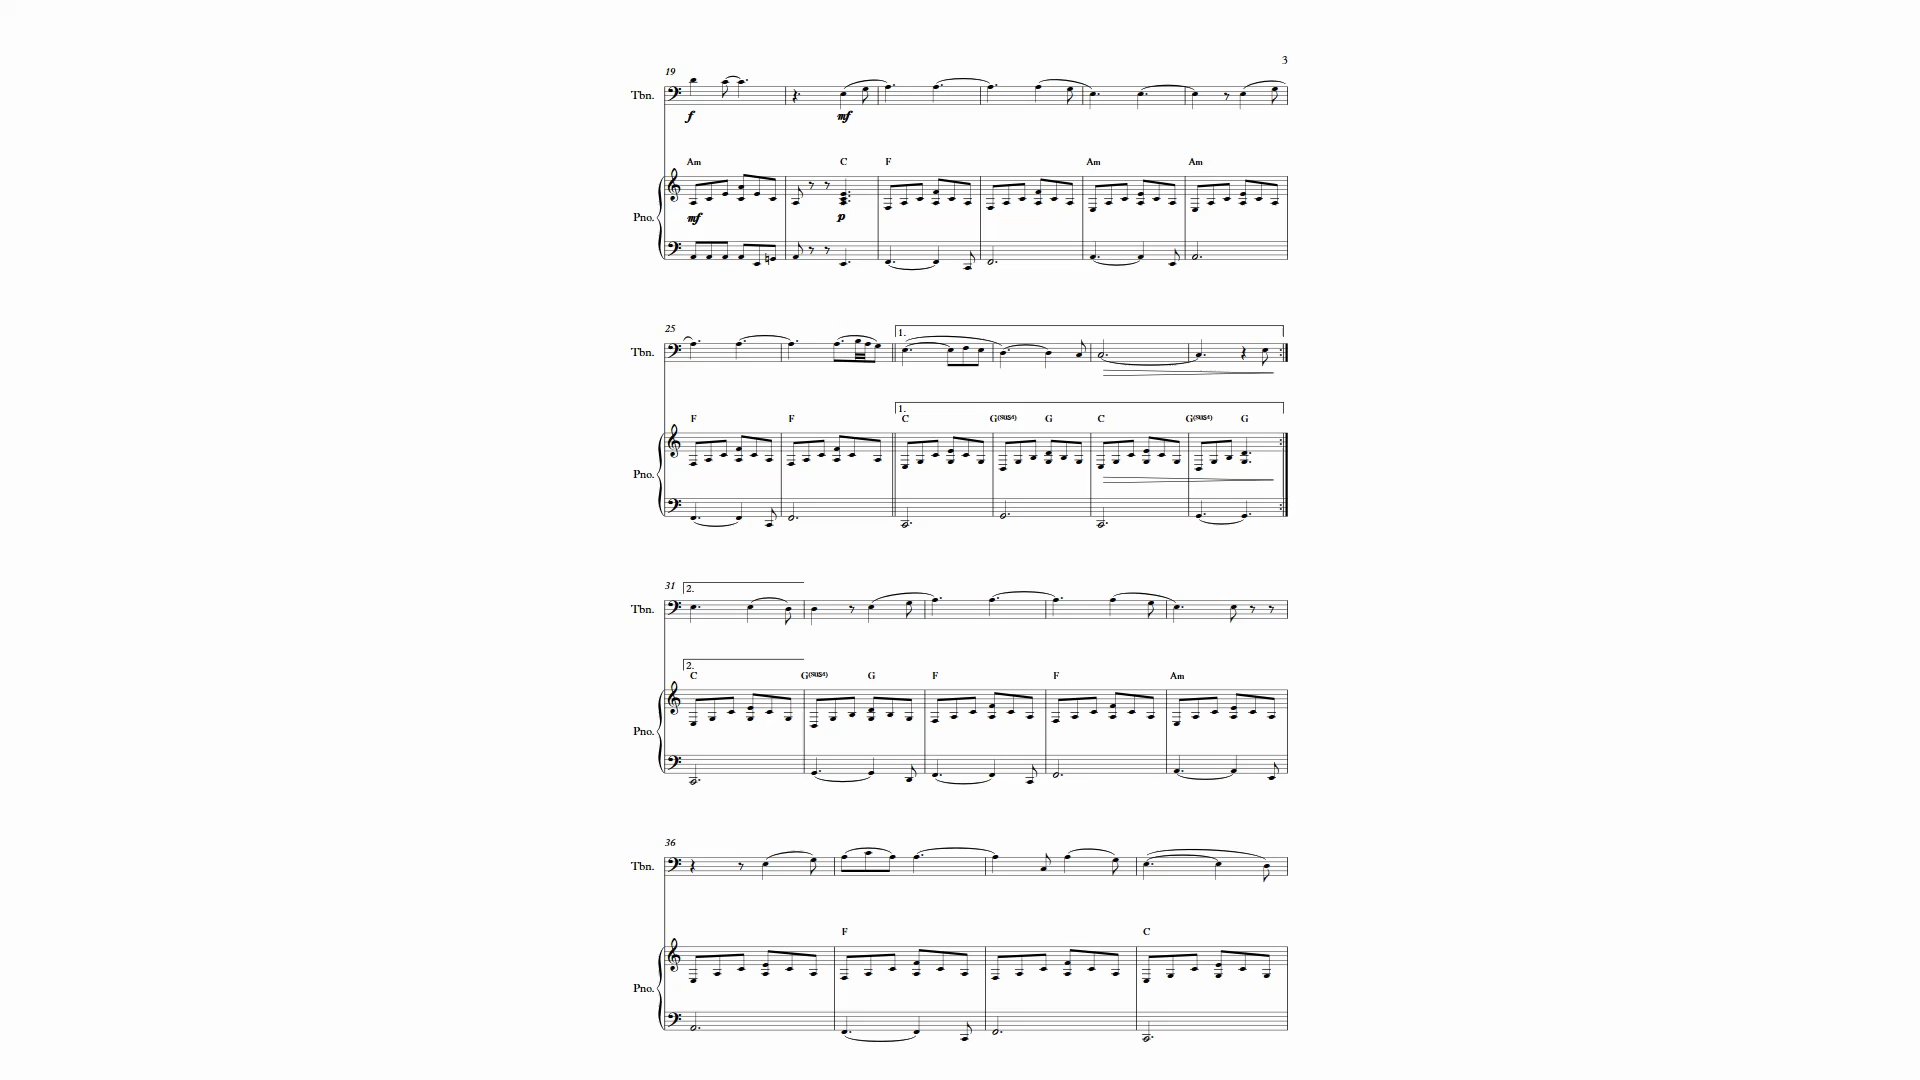 3
19
Tbn.
f mf
Am C F Am Am
mf p
Pno.
25
1.
Tbn.
1.
F F C G(sus4) G C G(sus4) G
Pno.
31 2.
Tbn.
2.
C G(sus4) G F F Am
Pno.
36
Tbn.
F C
Pno.